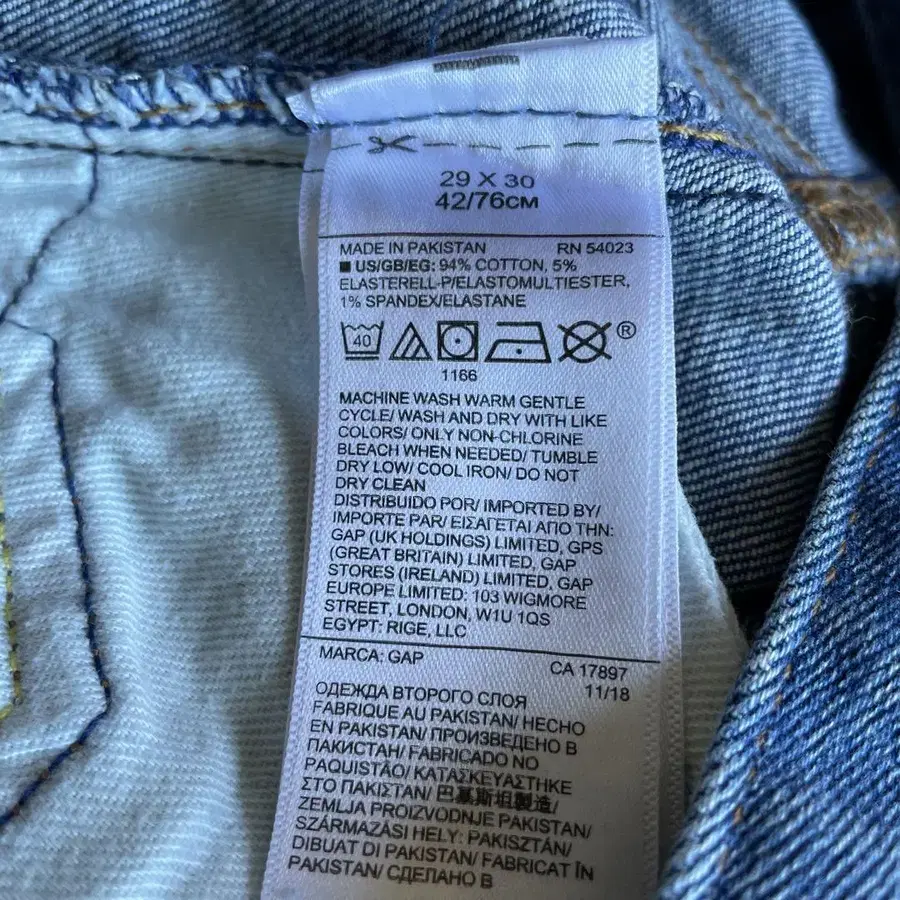 29 X 30
42/76CM
MADE IN PAKISTAN RN 54023
US/GB/EG: 94% COTTON, 5%
ELASTERELL-P/ELASTOMULTIESTER,
1% SPANDEX/ELASTANE
40 ®
1166
MACHINE WASH WARM GENTLE
CYCLE/ WASH AND DRY WITH LIKE
COLORS/ ONLY NON-CHLORINE
BLEACH WHEN NEEDED/ TUMBLE
DRY LOW/ COOL IRON/ DO NOT
DRY CLEAN
DISTRIBUIDO POR/ IMPORTED BY/
IMPORTE PAR/ ΕΙΣΑΓΕΤΑΙ ΑΠΟ ΤΗΝ:
GAP (UK HOLDINGS) LIMITED, GPS
(GREAT BRITAIN) LIMITED, GAP
STORES (IRELAND) LIMITED, GAP
EUROPE LIMITED: 103 WIGMORE
STREET, LONDON, W1U 1QS
EGYPT: RIGE, LLC
MARCA: GAP CA 17897
11/18
ОДЕЖДА ВТОРОГО СЛОЯ
FABRIQUE AU PAKISTAN/ HECHO
EN PAKISTAN/ ПРОИЗВЕДЕНО В
ПАКИСТАН/ FABRICADO NO
PAQUISTÃO/ ΚΑΤΑΣΚΕΥΑΣΤΗΚΕ
ΣΤΟ ΠΑΚΙΣΤΑΝ/ 巴基斯坦製造/
ZEMLJA PROIZVODNJE PAKISTAN/
SZÁRMAZÁSI HELY: PAKISZTÁN/
DIBUAT DI PAKISTAN/ FABRICAT ÎN
PAKISTAN/ СДЕЛАНО В